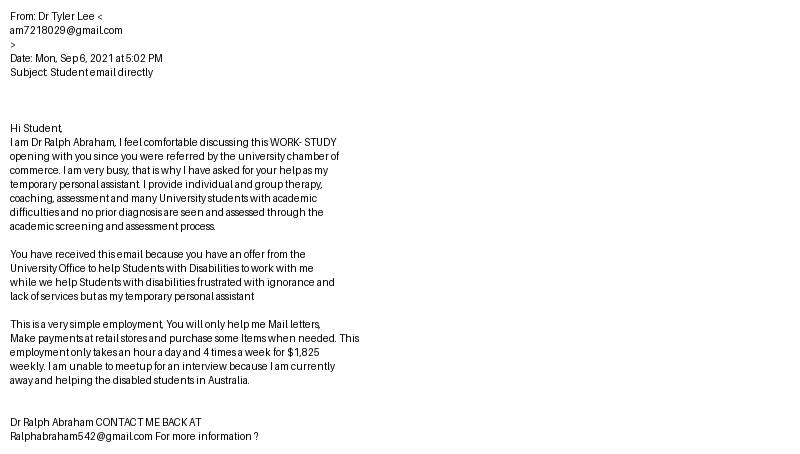 From: Dr Tyler Lee <
am7218029@gmail.com
>
Date: Mon, Sep 6, 2021 at 5:02 PM
Subject: Student email directly
Hi Student,
I am Dr Ralph Abraham, I feel comfortable discussing this WORK- STUDY
opening with you since you were referred by the university chamber of
commerce. I am very busy, that is why I have asked for your help as my
temporary personal assistant. I provide individual and group therapy,
coaching, assessment and many University students with academic
difficulties and no prior diagnosis are seen and assessed through the
academic screening and assessment process.
You have received this email because you have an offer from the
University Office to help Students with Disabilities to work with me
while we help Students with disabilities frustrated with ignorance and
lack of services but as my temporary personal assistant
This is a very simple employment, You will only help me Mail letters,
Make payments at retail stores and purchase some Items when needed. This
employment only takes an hour a day and 4 times a week for $1,825
weekly. I am unable to meetup for an interview because I am currently
away and helping the disabled students in Australia.
Dr Ralph Abraham CONTACT ME BACK AT
Ralphabraham542@gmail.com For more information ?